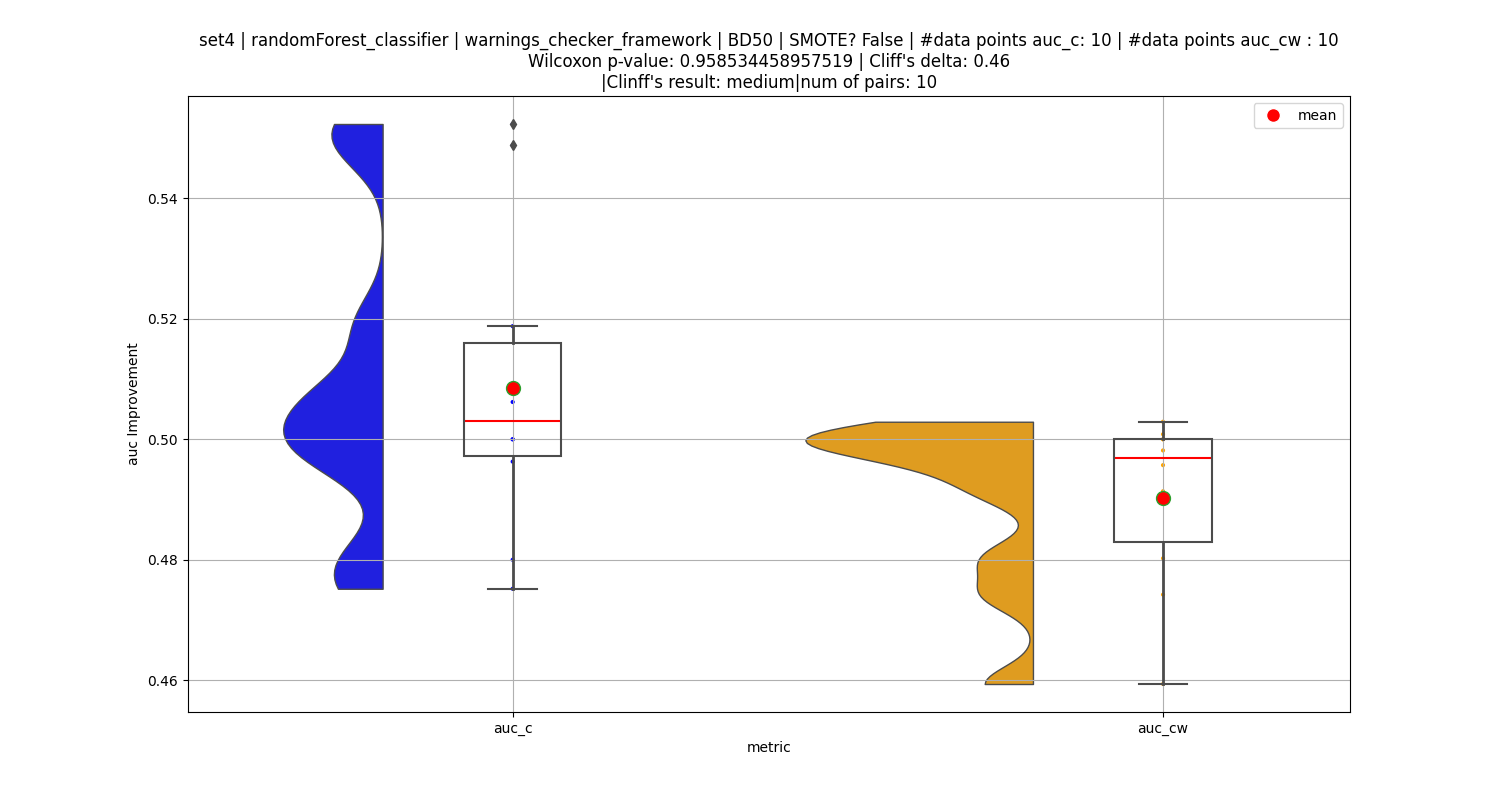 set4 | randomForest_classifier | warnings_checker_framework | BD50 | SMOTE? False | #data points auc_c: 10 | #data points auc_cw : 10
Wilcoxon p-value: 0.958534458957519 | Cliff's delta: 0.46
|Clinff's result: medium|num of pairs: 10
mean
0.54
0.52
0.50
0.48
0.46
auc Improvement
auc_c
auc_cw
metric